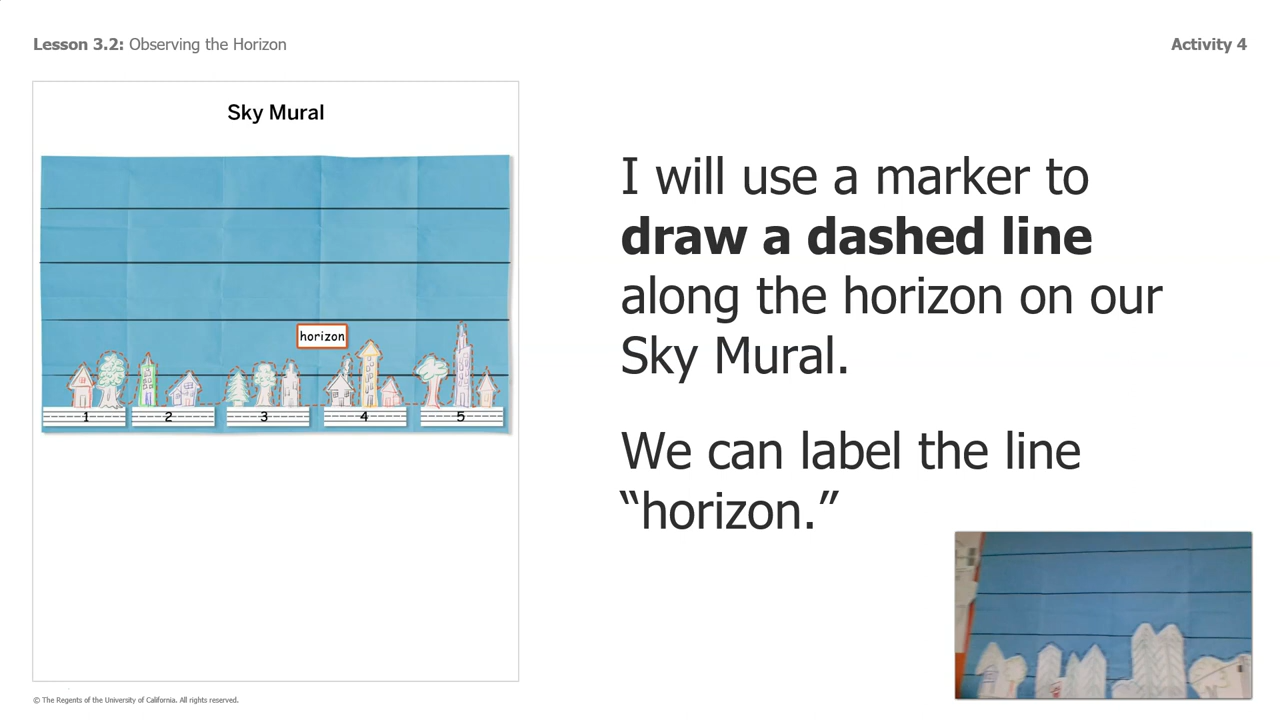 Lesson 3.2: Observing the Horizon
Activity 4
Sky Mural
horizon
1 2 3 4 5
I will use a marker to
draw a dashed line
along the horizon on our
Sky Mural.
We can label the line
“horizon.”
© The Regents of the University of California. All rights reserved.